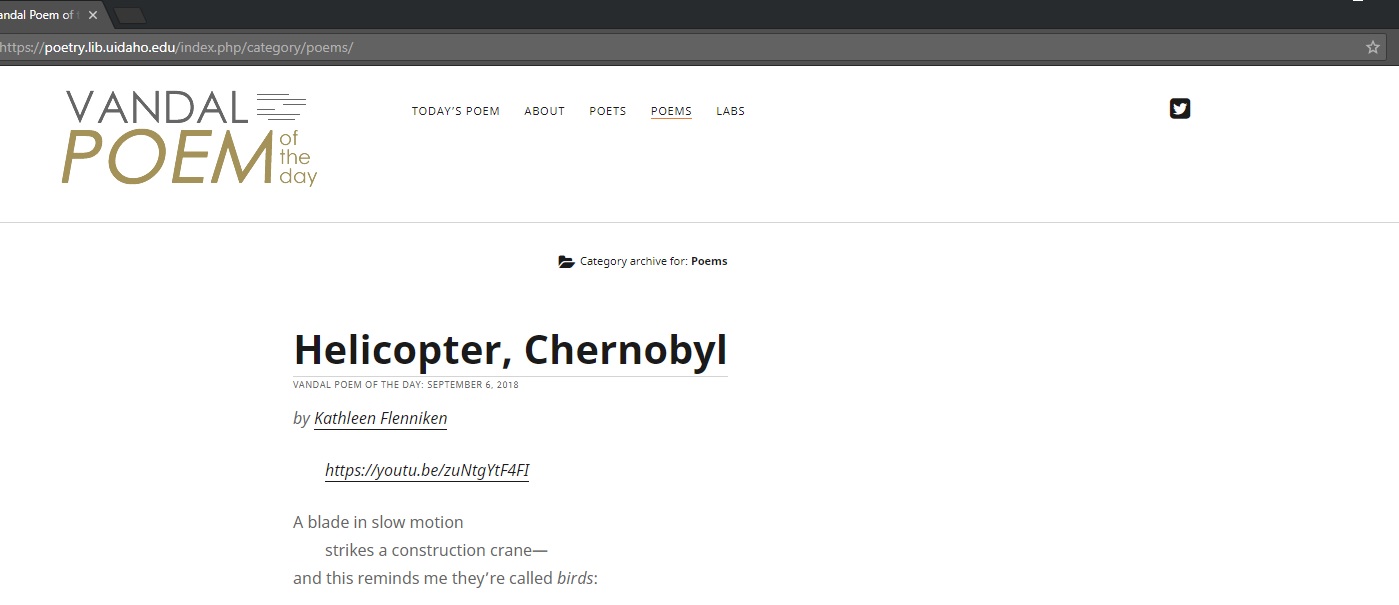 andal Poem of t
https://poetry.lib.uidaho.edu/index.php/category/poems/
VANDAL
POEM of the day
TODAY'S POEM ABOUT POETS POEMS LABS
Category archive for: Poems
Helicopter, Chernobyl
VANDAL POEM OF THE DAY: SEPTEMBER 6, 2018
by Kathleen Flenniken
https://youtu.be/zuNtgYtF4FI
A blade in slow motion
strikes a construction crane—
and this reminds me they're called birds: